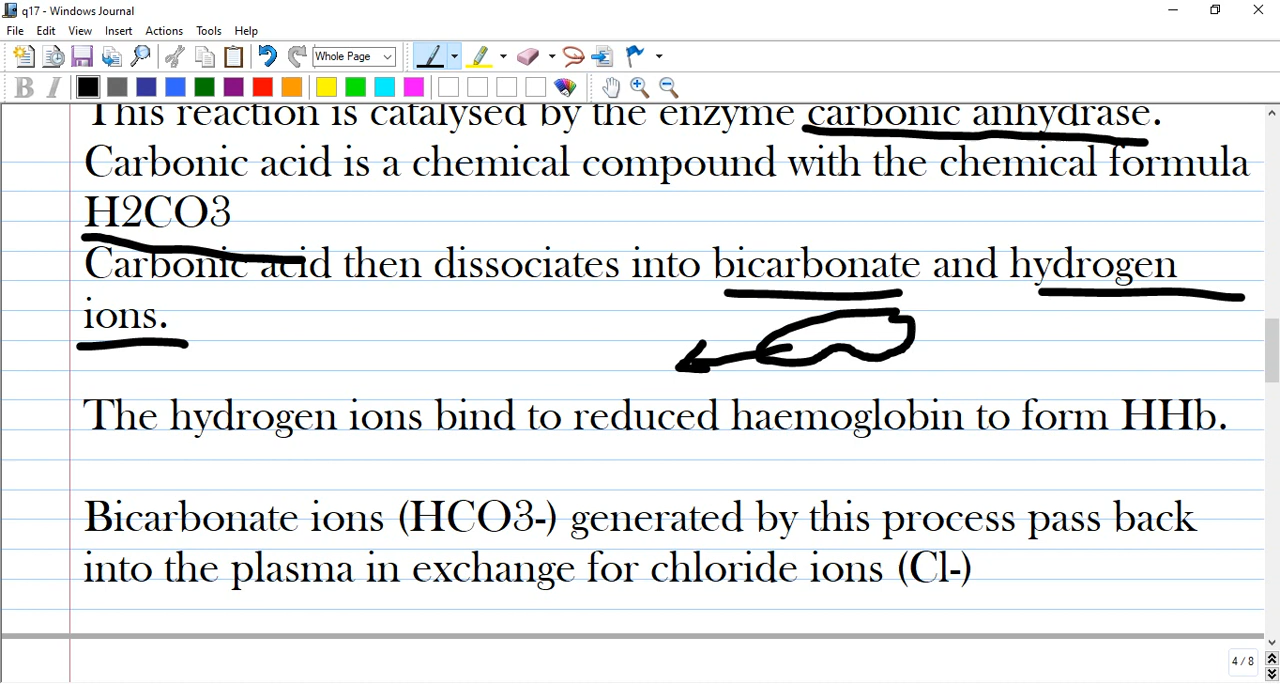 q17 - Windows Journal
File Edit View Insert Actions Tools Help
Whole Page
B I
This reaction is catalysed by the enzyme carbonic anhydrase.
Carbonic acid is a chemical compound with the chemical formula
H2CO3
Carbonic acid then dissociates into bicarbonate and hydrogen
ions.
The hydrogen ions bind to reduced haemoglobin to form HHb.
Bicarbonate ions (HCO3-) generated by this process pass back
into the plasma in exchange for chloride ions (Cl-)
4 / 8